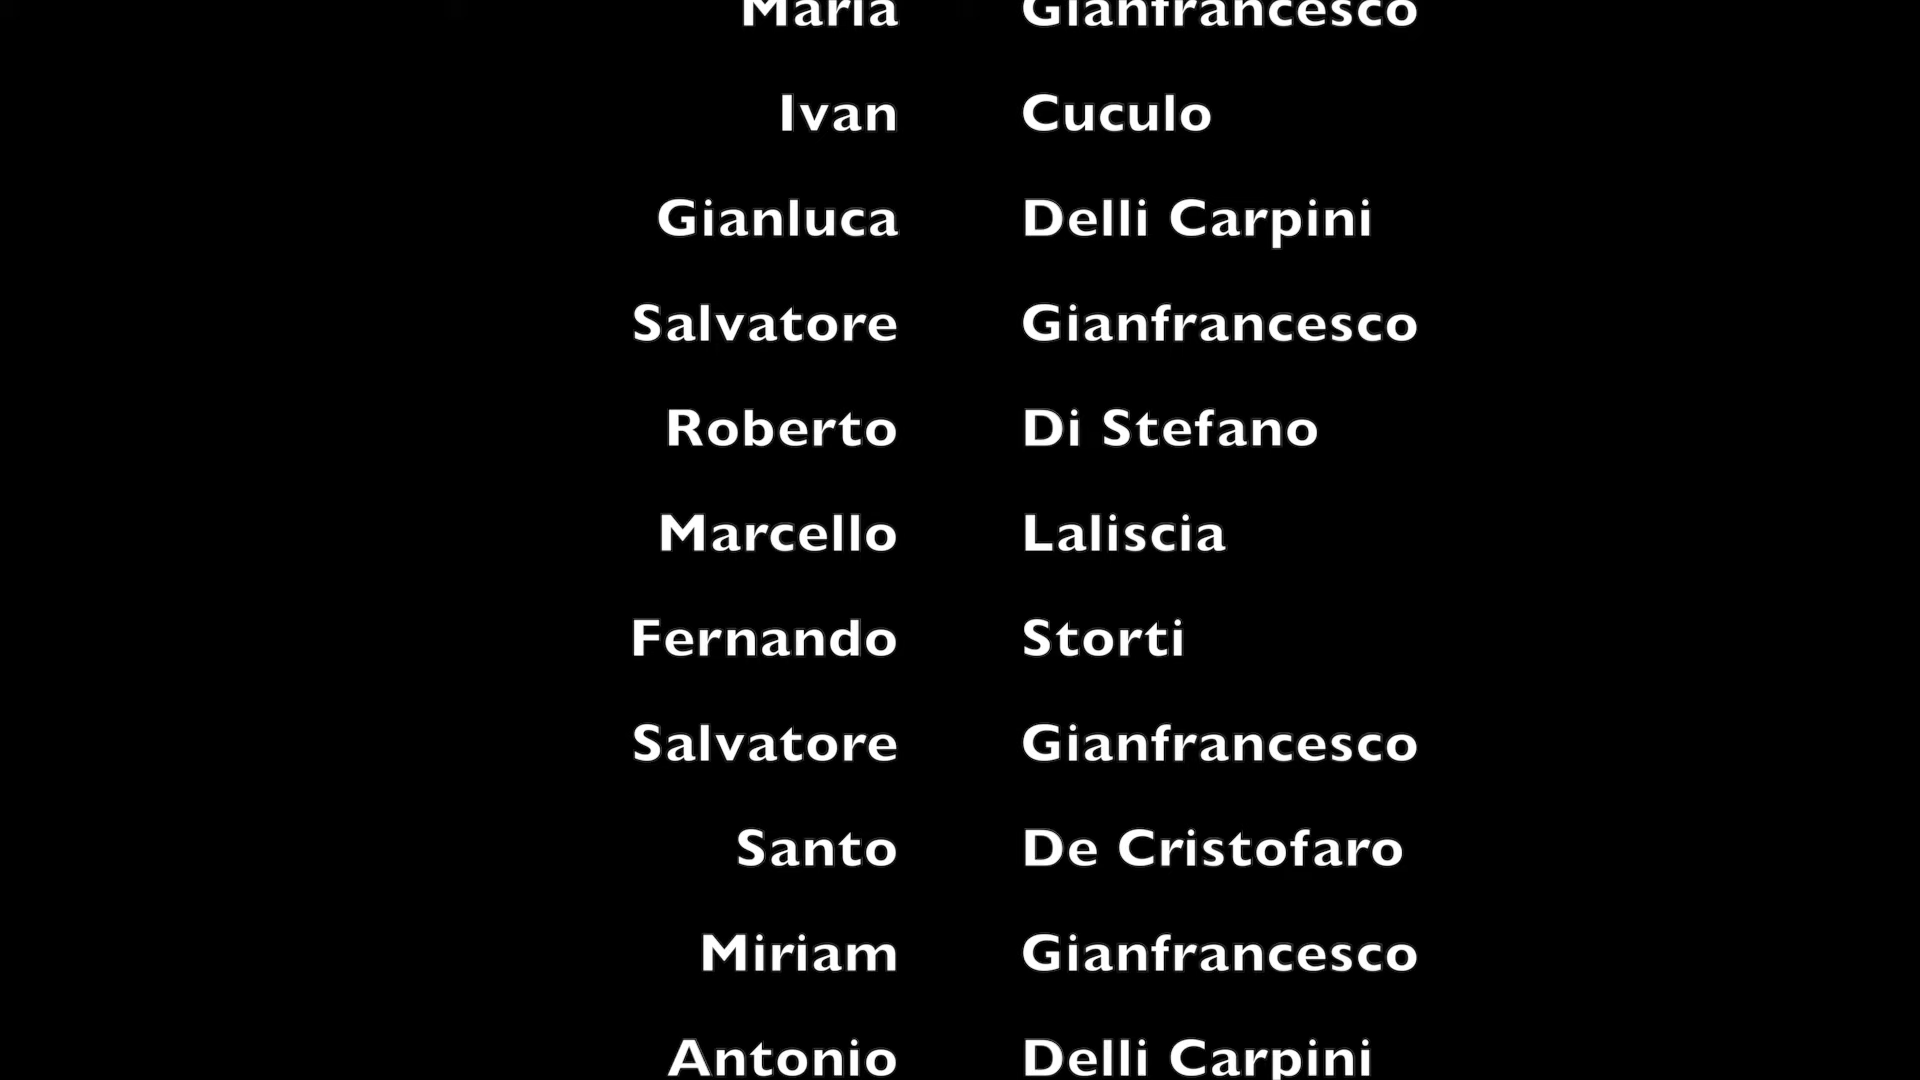 Maria Gianfrancesco
Ivan Cuculo
Gianluca Delli Carpini
Salvatore Gianfrancesco
Roberto Di Stefano
Marcello Laliscia
Fernando Storti
Salvatore Gianfrancesco
Santo De Cristofaro
Miriam Gianfrancesco
Antonio Delli Carpini